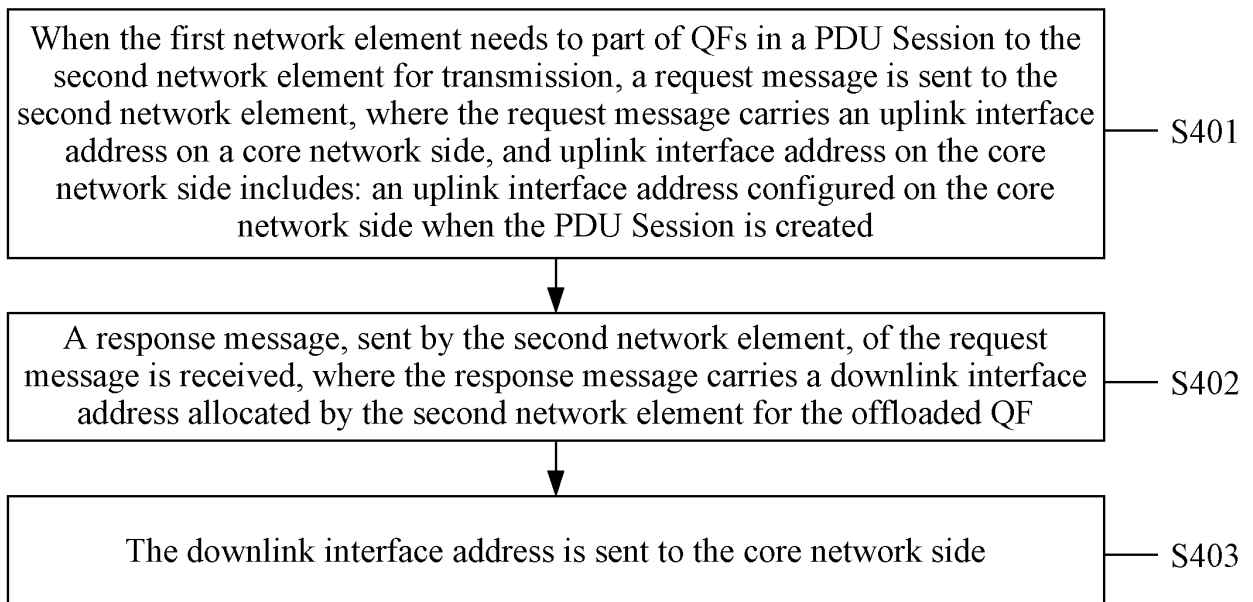 When the first network element needs to part of QFs in a PDU Session to the
second network element for transmission, a request message is sent to the
second network element, where the request message carries an uplink interface
address on a core network side, and uplink interface address on the core
network side includes: an uplink interface address configured on the core
network side when the PDU Session is created
S401
A response message, sent by the second network element, of the request
message is received, where the response message carries a downlink interface
address allocated by the second network element for the offloaded QF
S402
The downlink interface address is sent to the core network side
S403